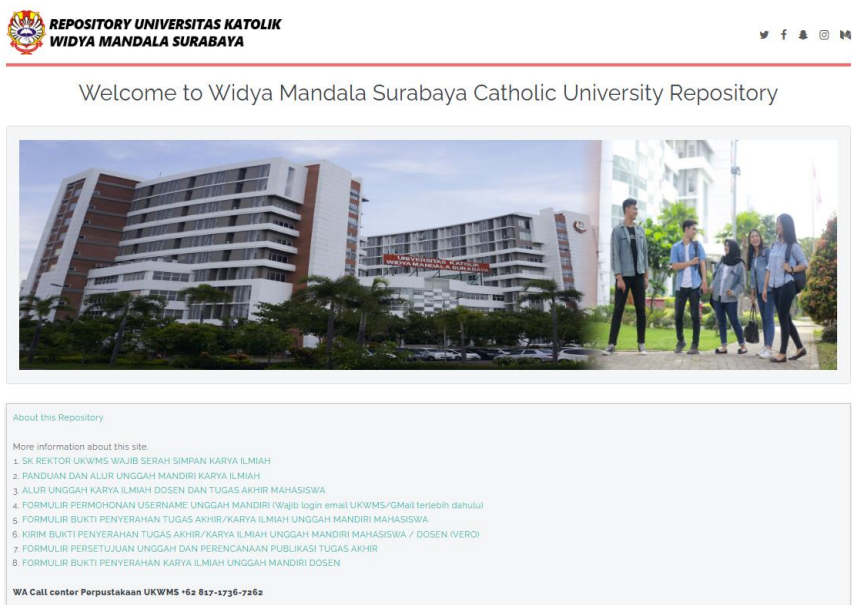 REPOSITORY UNIVERSITAS KATOLIK
WIDYA MANDALA SURABAYA
Welcome to Widya Mandala Surabaya Catholic University Repository
UNIVERSITAS KATOLIK
WIDYA MANDALA SURABAYA
About this Repository
More information about this site.
1. SK REKTOR UKWMS WAJIB SERAH SIMPAN KARYA ILMIAH
2. PANDUAN DAN ALUR UNGGAH MANDIRI KARYA ILMIAH
3. ALUR UNGGAH KARYA ILMIAH DOSEN DAN TUGAS AKHIR MAHASISWA
4. FORMULIR PERMOHONAN USERNAME UNGGAH MANDIRI (Wajib login email UKWMS/GMail terlebih dahulu)
5. FORMULIR BUKTI PENYERAHAN TUGAS AKHIR/KARYA ILMIAH UNGGAH MANDIRI MAHASISWA
6. KIRIM BUKTI PENYERAHAN TUGAS AKHIR/KARYA ILMIAH UNGGAH MANDIRI MAHASISWA / DOSEN (VERO)
7. FORMULIR PERSETUJUAN UNGGAH DAN PERENCANAAN PUBLIKASI TUGAS AKHIR
8. FORMULIR BUKTI PENYERAHAN KARYA ILMIAH UNGGAH MANDIRI DOSEN
WA Call center Perpustakaan UKWMS +62 817-1736-7262